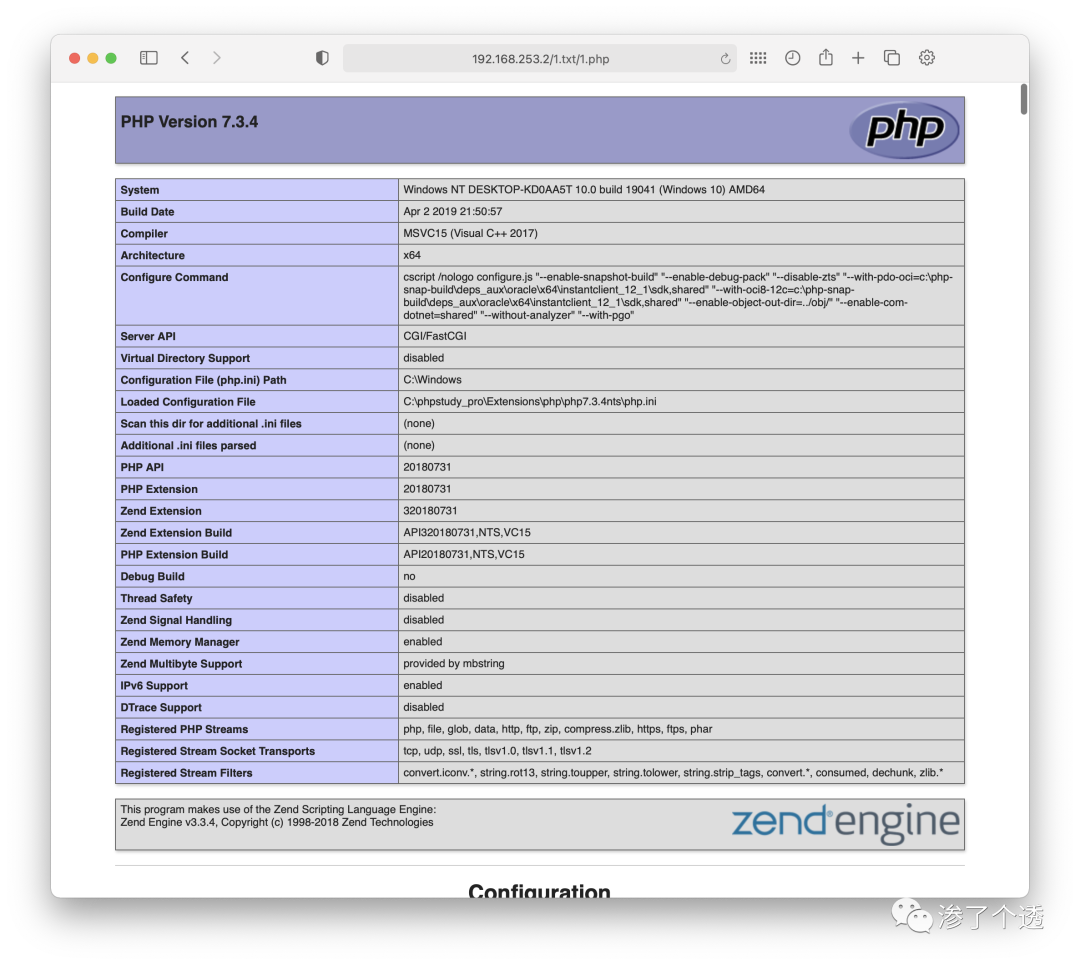 192.168.253.2/1.txt/1.php
PHP Version 7.3.4
php
System Windows NT DESKTOP-KD0AA5T 10.0 build 19041 (Windows 10) AMD64
Build Date Apr 2 2019 21:50:57
Compiler MSVC15 (Visual C++ 2017)
Architecture x64
Configure Command cscript /nologo configure.js "--enable-snapshot-build" "--enable-debug-pack" "--disable-zts" "--with-pdo-oci=c:\php-
snap-build\deps_aux\oracle\x64\instantclient_12_1\sdk,shared" "--with-oci8-12c=c:\php-snap-
build\deps_aux\oracle\x64\instantclient_12_1\sdk,shared" "--enable-object-out-dir=../obj/" "--enable-com-
dotnet=shared" "--without-analyzer" "--with-pgo"
Server API CGI/FastCGI
Virtual Directory Support disabled
Configuration File (php.ini) Path C:\Windows
Loaded Configuration File C:\phpstudy_pro\Extensions\php\php7.3.4nts\php.ini
Scan this dir for additional .ini files (none)
Additional .ini files parsed (none)
PHP API 20180731
PHP Extension 20180731
Zend Extension 320180731
Zend Extension Build API320180731,NTS,VC15
PHP Extension Build API20180731,NTS,VC15
Debug Build no
Thread Safety disabled
Zend Signal Handling disabled
Zend Memory Manager enabled
Zend Multibyte Support provided by mbstring
IPv6 Support enabled
DTrace Support disabled
Registered PHP Streams php, file, glob, data, http, ftp, zip, compress.zlib, https, ftps, phar
Registered Stream Socket Transports tcp, udp, ssl, tls, tlsv1.0, tlsv1.1, tlsv1.2
Registered Stream Filters convert.iconv.*, string.rot13, string.toupper, string.tolower, string.strip_tags, convert.*, consumed, dechunk, zlib.*
This program makes use of the Zend Scripting Language Engine:
Zend Engine v3.3.4, Copyright (c) 1998-2018 Zend Technologies
zend®engine
Configuration
渗了个透